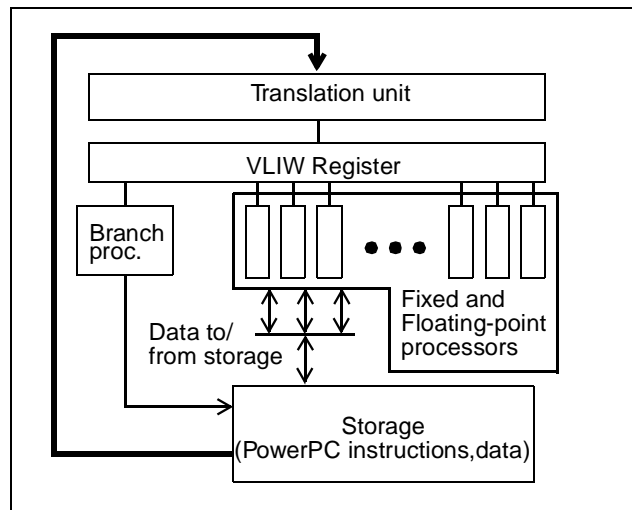 Translation unit
VLIW Register
Branch
proc.
Fixed and
Floating-point
processors
Data to/
from storage
Storage
(PowerPC instructions,data)